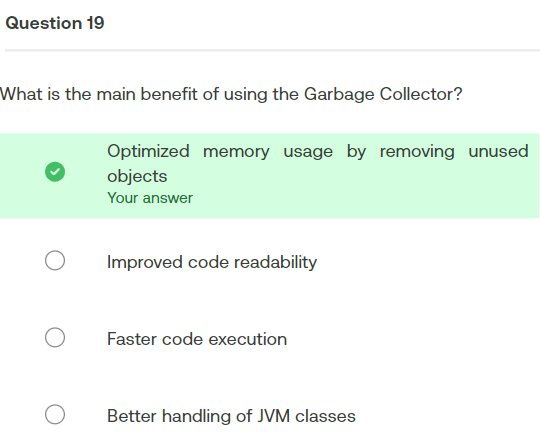 Question 19
What is the main benefit of using the Garbage Collector?
Optimized memory usage by removing unused
objects
Your answer
Improved code readability
Faster code execution
Better handling of JVM classes